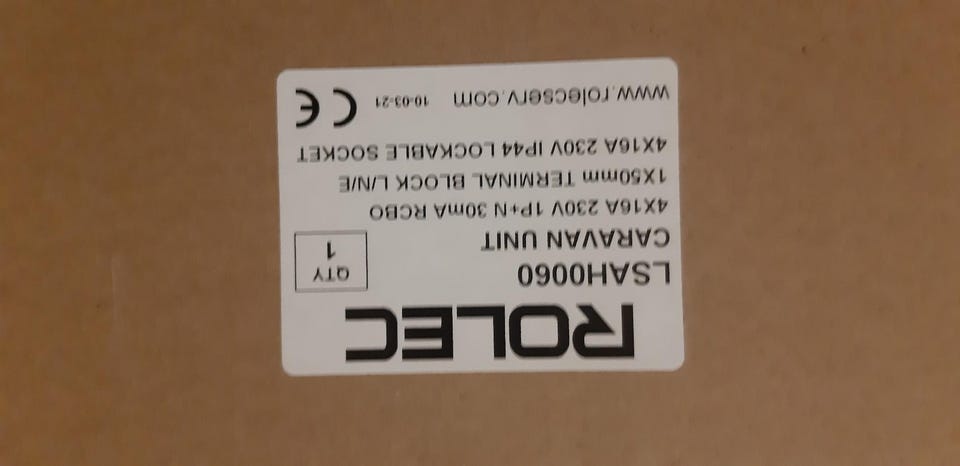 ROLEC
LSAH0060
CARAVAN UNIT
QTY
1
4X16A 230V 1P+N 30mA RCBO
1X50mm TERMINAL BLOCK L/N/E
4X16A 230V IP44 LOCKABLE SOCKET
www.rolecserv.com 10-03-21 CE